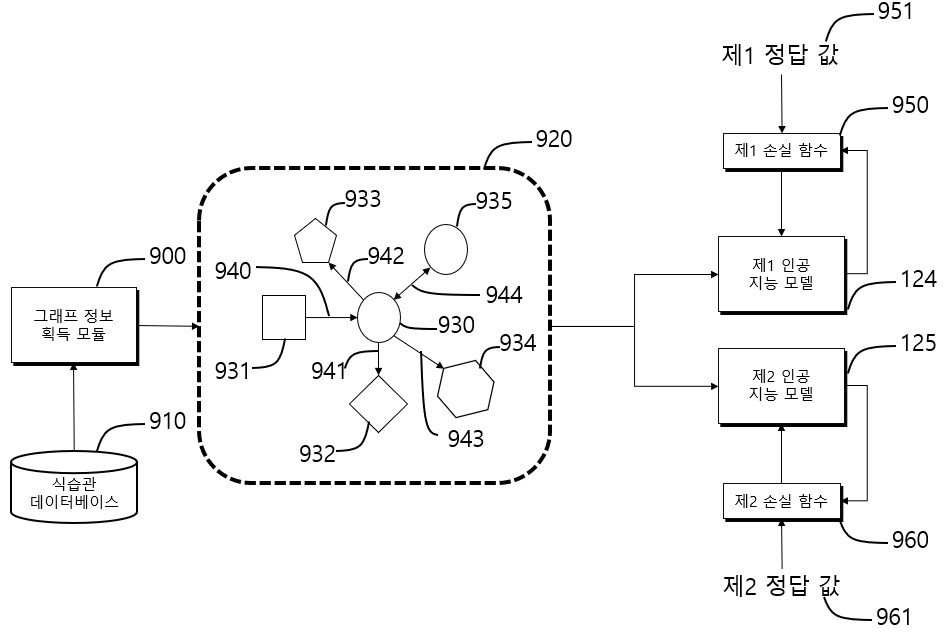 951
제1 정답 값
950
제1 손실 함수
920
933
935
942
900
940
제1 인공
지능 모델
944
124
그래프 정보
획득 모듈
930
934
125
931
941
제2 인공
지능 모델
910
943
932
식습관
데이터베이스
제2 손실 함수
960
제2 정답 값
961